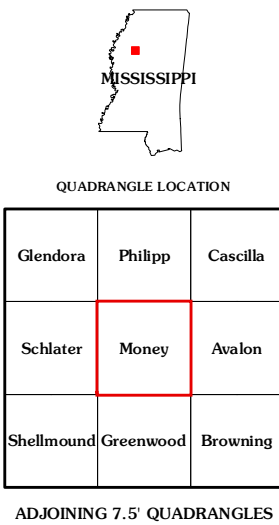 MISSISSIPPI
QUADRANGLE LOCATION
Glendora Philipp Cascilla
Schlater Money Avalon
Shellmound Greenwood Browning
ADJOINING 7.5' QUADRANGLES